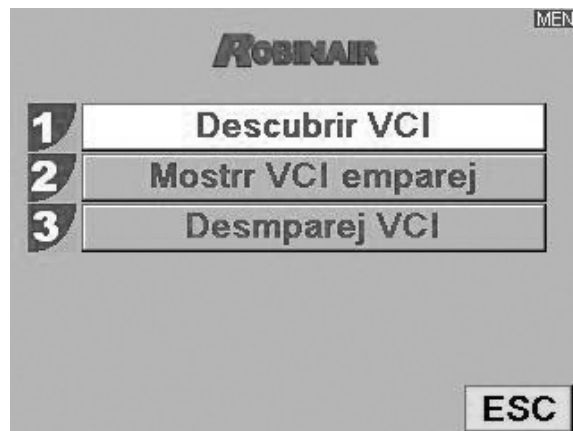 MEN
ROBINAIR
1 Descubrir VCI
2 Mostrr VCI emparej
3 Desmparej VCI
ESC